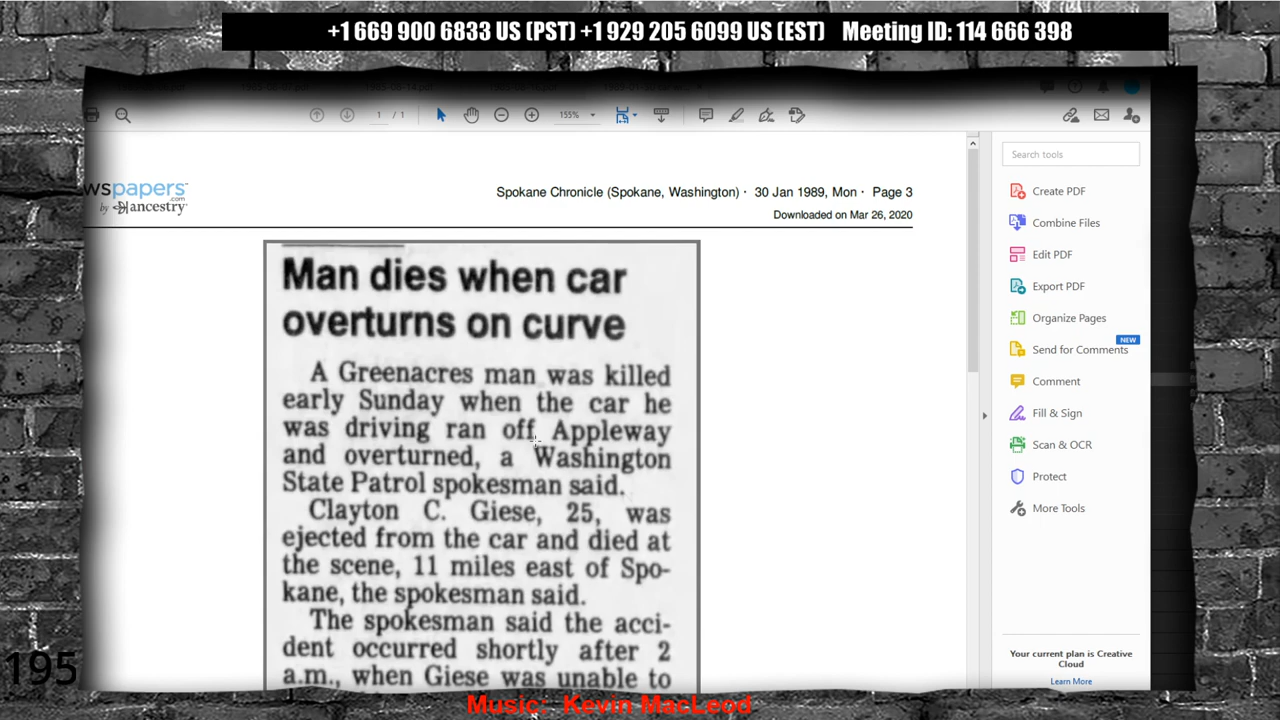 +1 669 900 6833 US (PST) +1 929 205 6099 US (EST) Meeting ID: 114 666 398
1 / 1
155%
Search tools
Create PDF
Combine Files
Edit PDF
Export PDF
Organize Pages
NEW
Send for Comments
Comment
Fill & Sign
Scan & OCR
Protect
More Tools
Your current plan is Creative
Cloud
Learn More
wspapers
.com
by ancestry
Spokane Chronicle (Spokane, Washington) · 30 Jan 1989, Mon · Page 3
Downloaded on Mar 26, 2020
Man dies when car
overturns on curve
A Greenacres man was killed
early Sunday when the car he
was driving ran off Appleway
and overturned, a Washington
State Patrol spokesman said.
Clayton C. Giese, 25, was
ejected from the car and died at
the scene, 11 miles east of Spo-
kane, the spokesman said.
The spokesman said the acci-
dent occurred shortly after 2
a.m., when Giese was unable to
195
Music: Kevin MacLeod